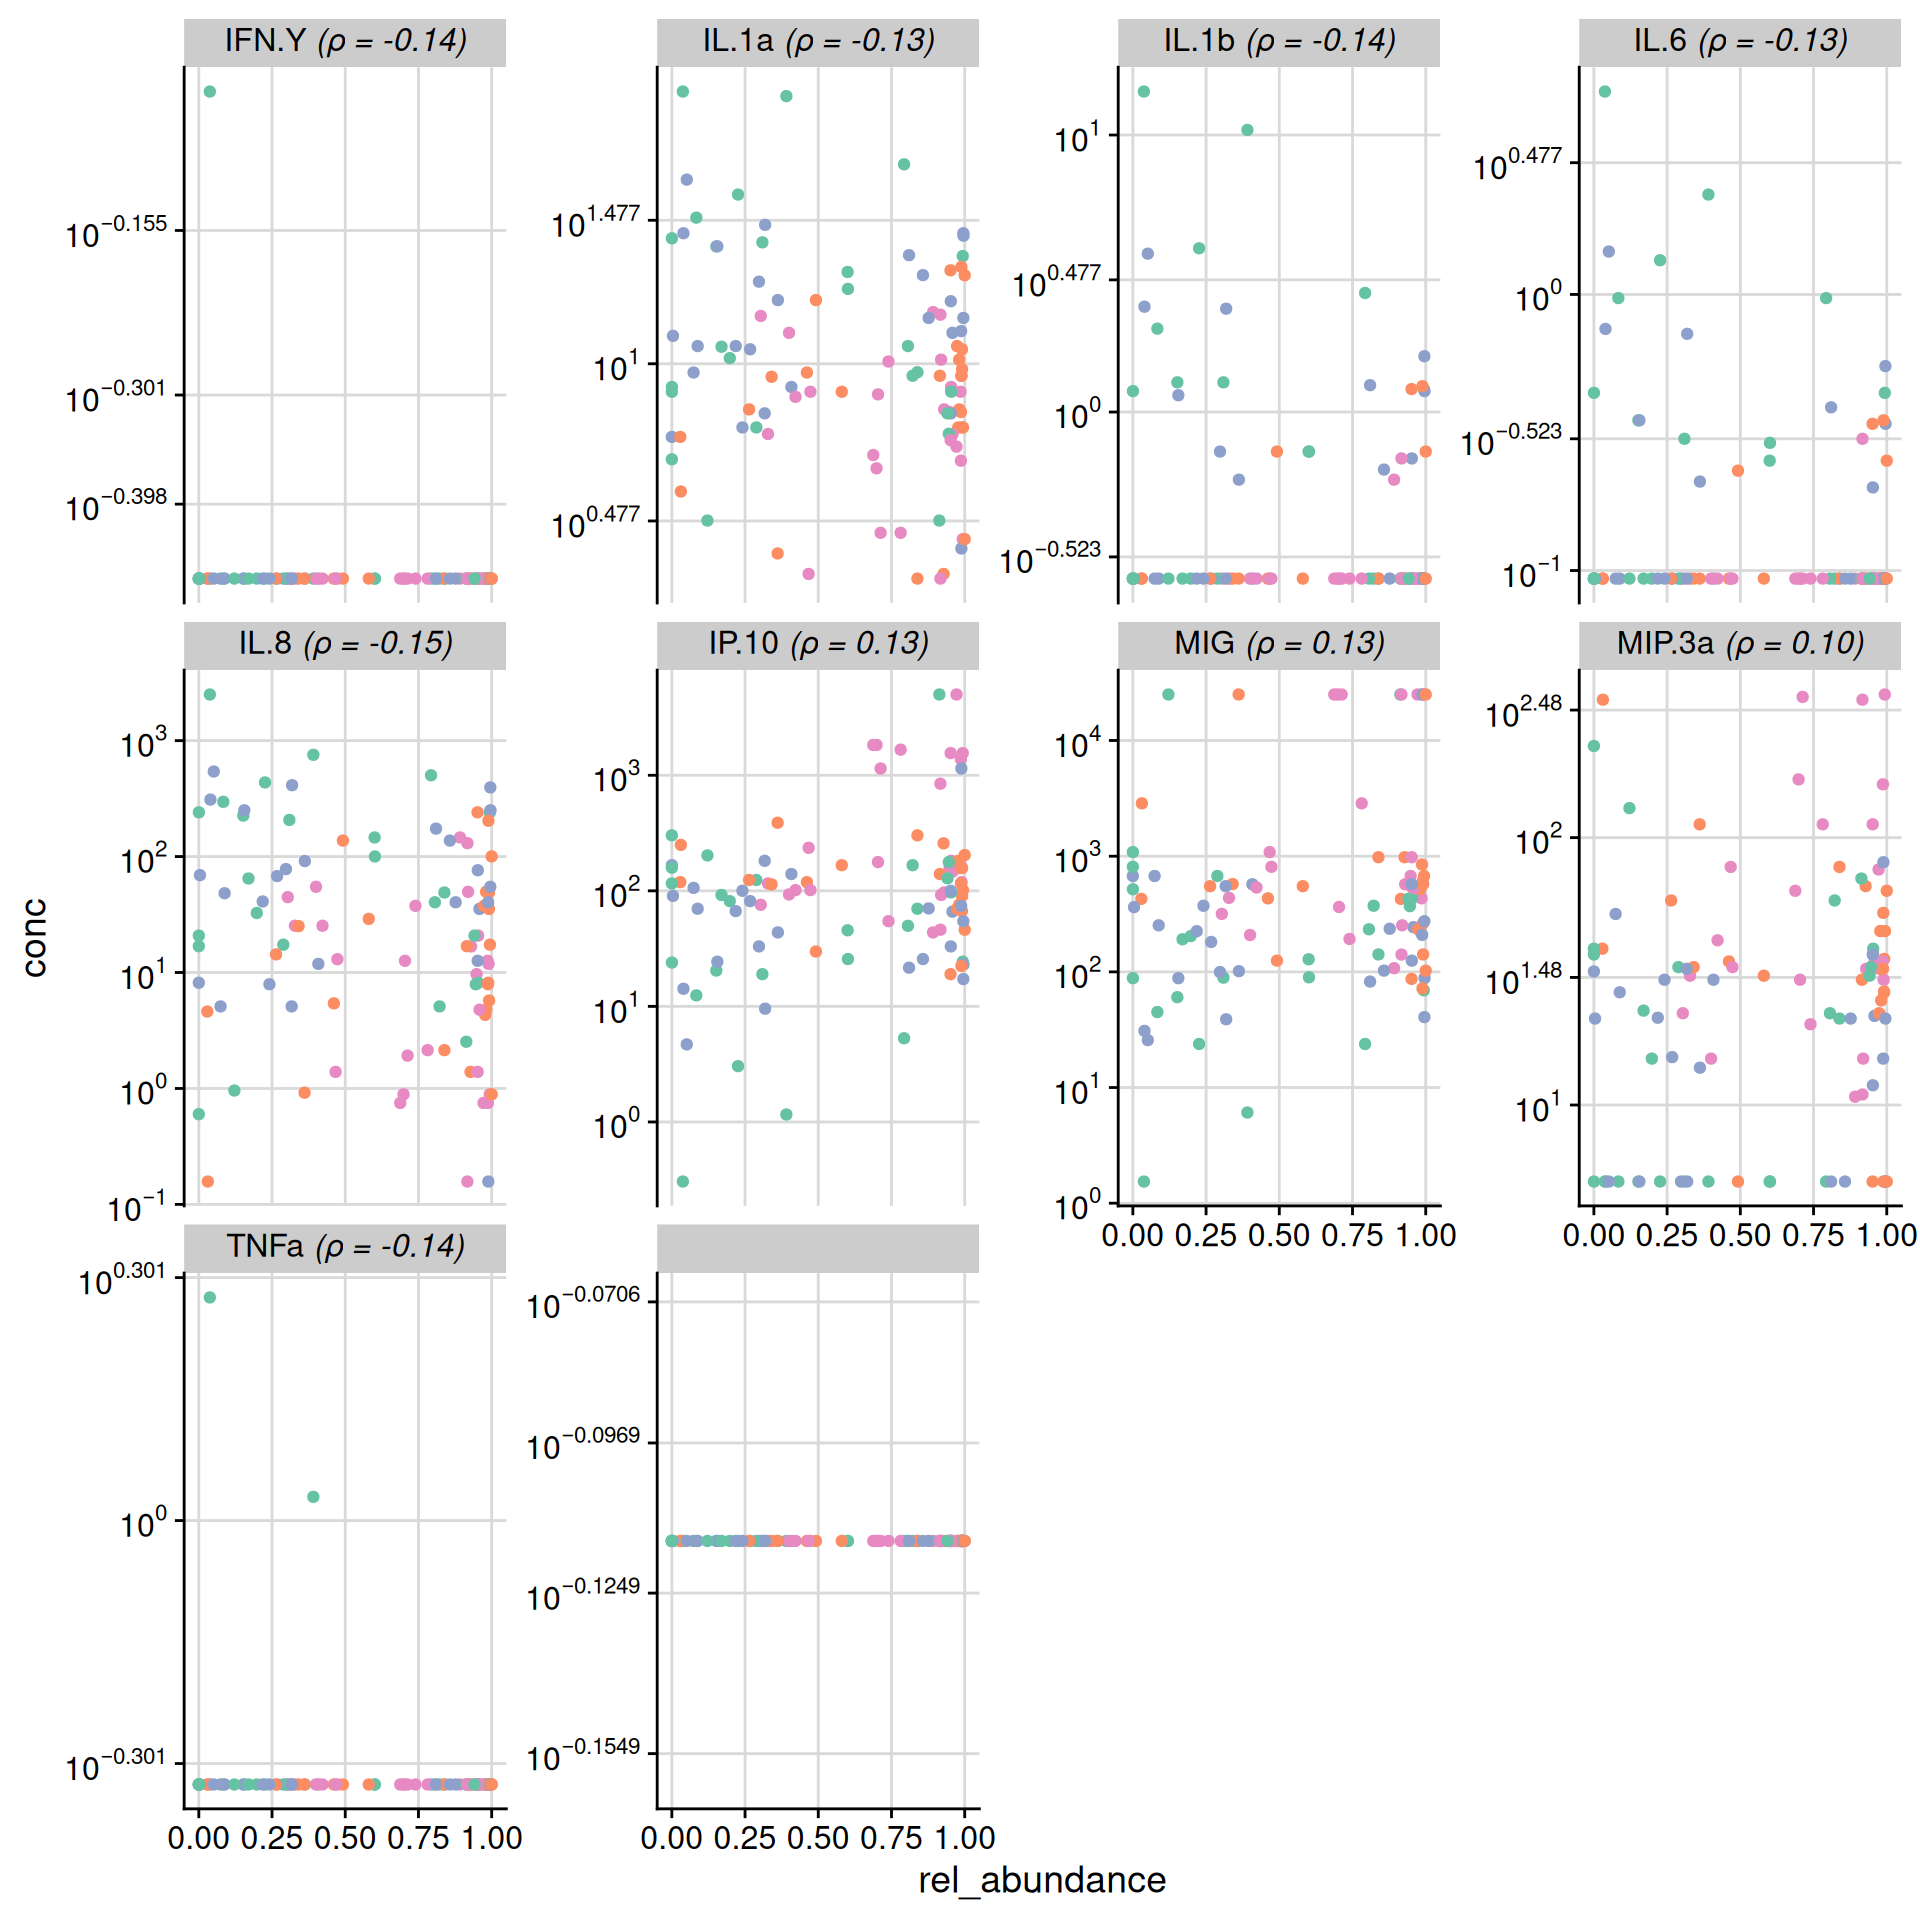 IFN.Y (ρ = -0.14)
IL.1a (ρ = -0.13)
IL.1b (ρ = -0.14)
IL.6 (ρ = -0.13)
10^−0.155
10^−0.301
10^−0.398
10^1.477
10^1
10^0.477
10^1
10^0.477
10^0
10^−0.523
10^0.477
10^0
10^−0.523
10^−1
IL.8 (ρ = -0.15)
IP.10 (ρ = 0.13)
MIG (ρ = 0.13)
MIP.3a (ρ = 0.10)
10^3
10^2
10^1
10^0
10^−1
10^3
10^2
10^1
10^0
10^4
10^3
10^2
10^1
10^0
10^2.48
10^2
10^1.48
10^1
0.00 0.25 0.50 0.75 1.00
0.00 0.25 0.50 0.75 1.00
TNFa (ρ = -0.14)
10^0.301
10^0
10^−0.301
10^−0.0706
10^−0.0969
10^−0.1249
10^−0.1549
0.00 0.25 0.50 0.75 1.00
0.00 0.25 0.50 0.75 1.00
conc
rel_abundance